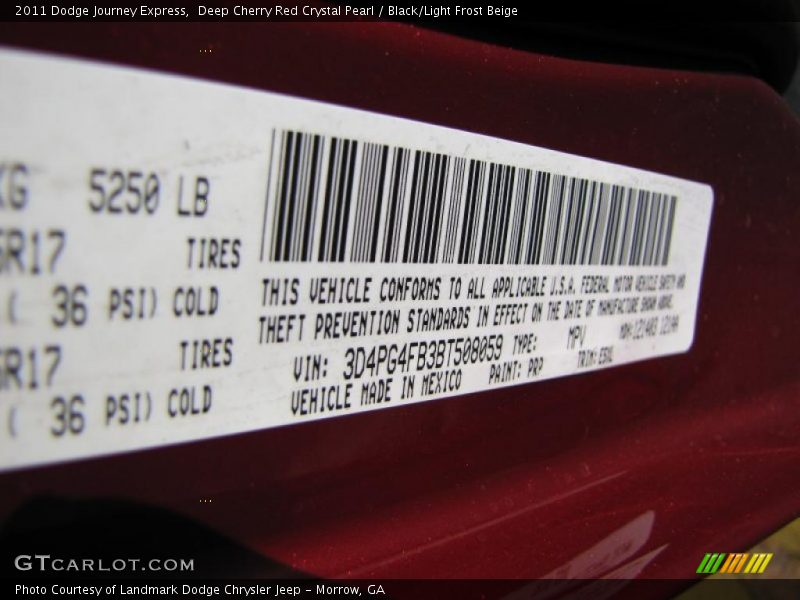 2011 Dodge Journey Express,  Deep Cherry Red Crystal Pearl / Black/Light Frost Beige
KG 5250 LB
R17 TIRES
( 36 PSI) COLD
R17 TIRES
( 36 PSI) COLD
THIS VEHICLE CONFORMS TO ALL APPLICABLE U.S.A. FEDERAL MOTOR VEHICLE SAFETY AND
THEFT PREVENTION STANDARDS IN EFFECT ON THE DATE OF MANUFACTURE SHOWN ABOVE.
VIN: 3D4PG4FB3BT508059 TYPE: MPV
VEHICLE MADE IN MEXICO PAINT: PRP TRIM:
GTCARLOT.COM
Photo Courtesy of Landmark Dodge Chrysler Jeep – Morrow, GA